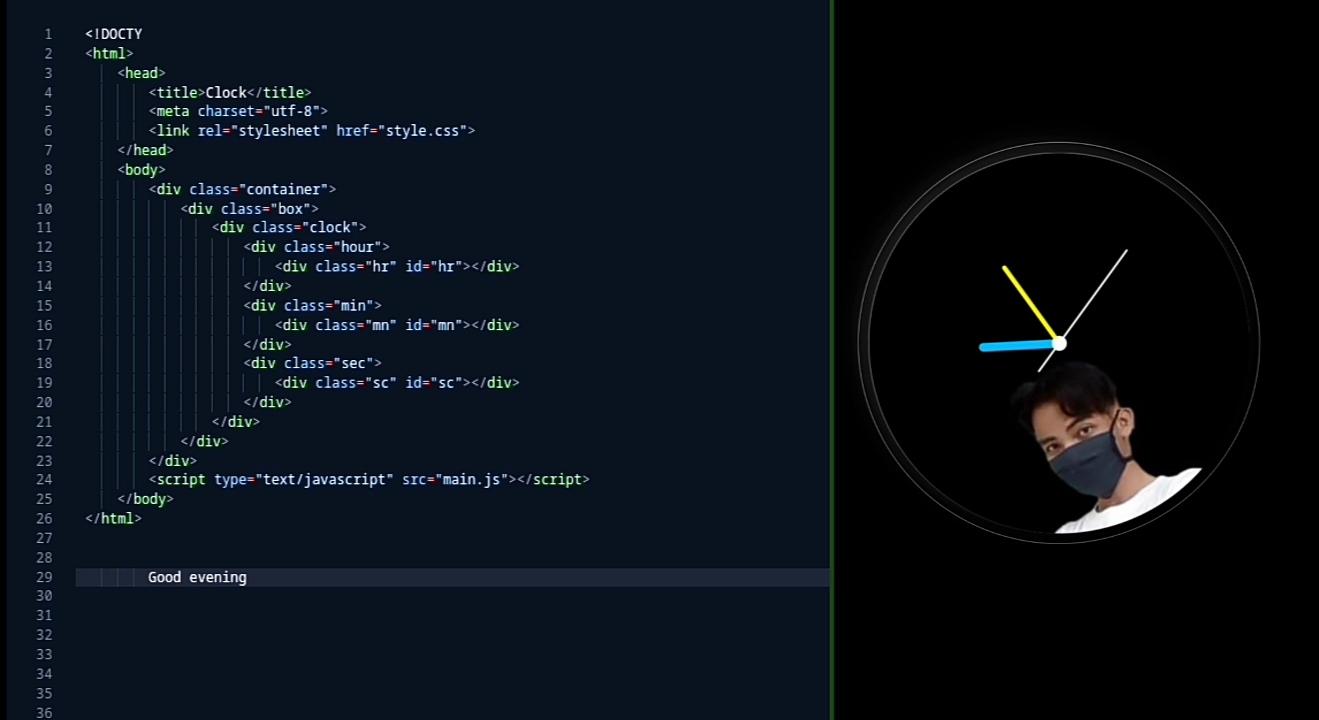 1 <!DOCTY
2 <html>
3 <head>
4 <title>Clock</title>
5 <meta charset="utf-8">
6 <link rel="stylesheet" href="style.css">
7 </head>
8 <body>
9 <div class="container">
10 <div class="box">
11 <div class="clock">
12 <div class="hour">
13 <div class="hr" id="hr"></div>
14 </div>
15 <div class="min">
16 <div class="mn" id="mn"></div>
17 </div>
18 <div class="sec">
19 <div class="sc" id="sc"></div>
20 </div>
21 </div>
22 </div>
23 </div>
24 <script type="text/javascript" src="main.js"></script>
25 </body>
26 </html>
27
28
29 Good evening
30
31
32
33
34
35
36